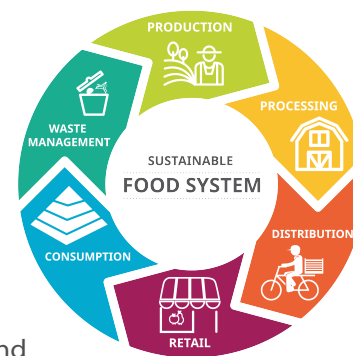 PRODUCTION
PROCESSING
WASTE
MANAGEMENT
SUSTAINABLE
FOOD SYSTEM
DISTRIBUTION
CONSUMPTION
RETAIL